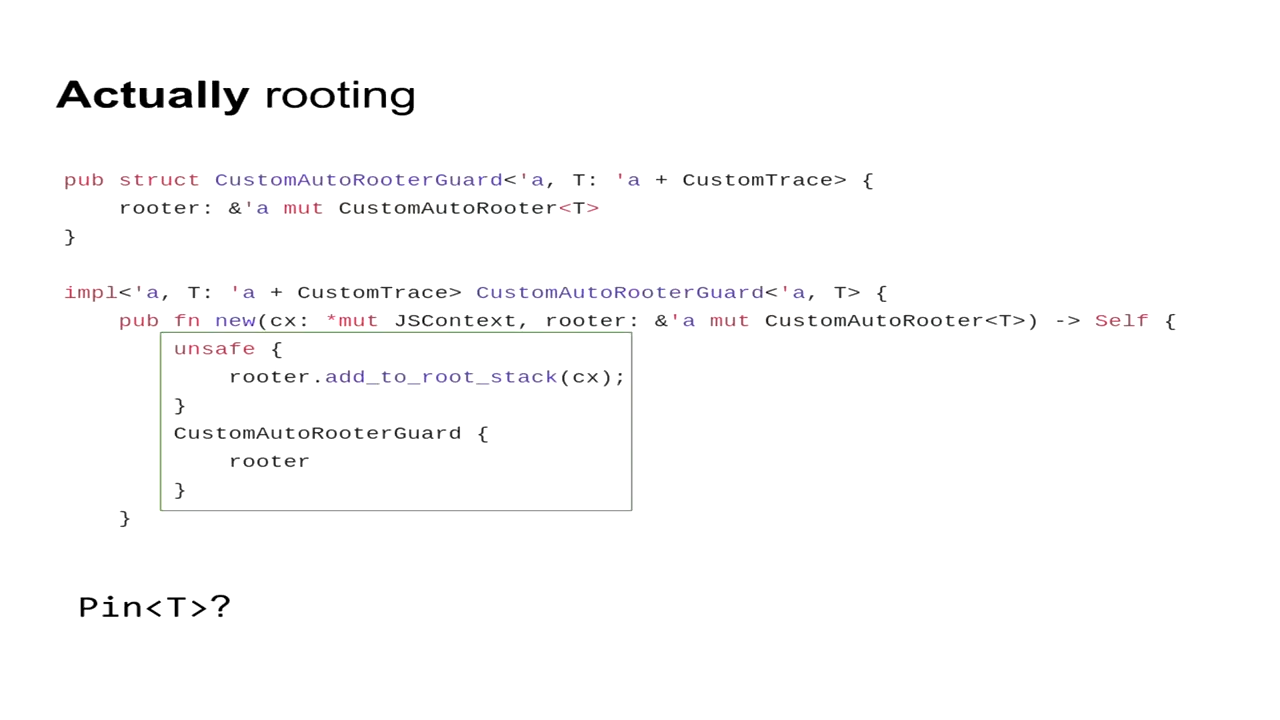 Actually rooting
pub struct CustomAutoRooterGuard<'a, T: 'a + CustomTrace> {
    rooter: &'a mut CustomAutoRooter<T>
}
impl<'a, T: 'a + CustomTrace> CustomAutoRooterGuard<'a, T> {
    pub fn new(cx: *mut JSContext, rooter: &'a mut CustomAutoRooter<T>) -> Self {
        unsafe {
            rooter.add_to_root_stack(cx);
        }
        CustomAutoRooterGuard {
            rooter
        }
    }
Pin<T>?